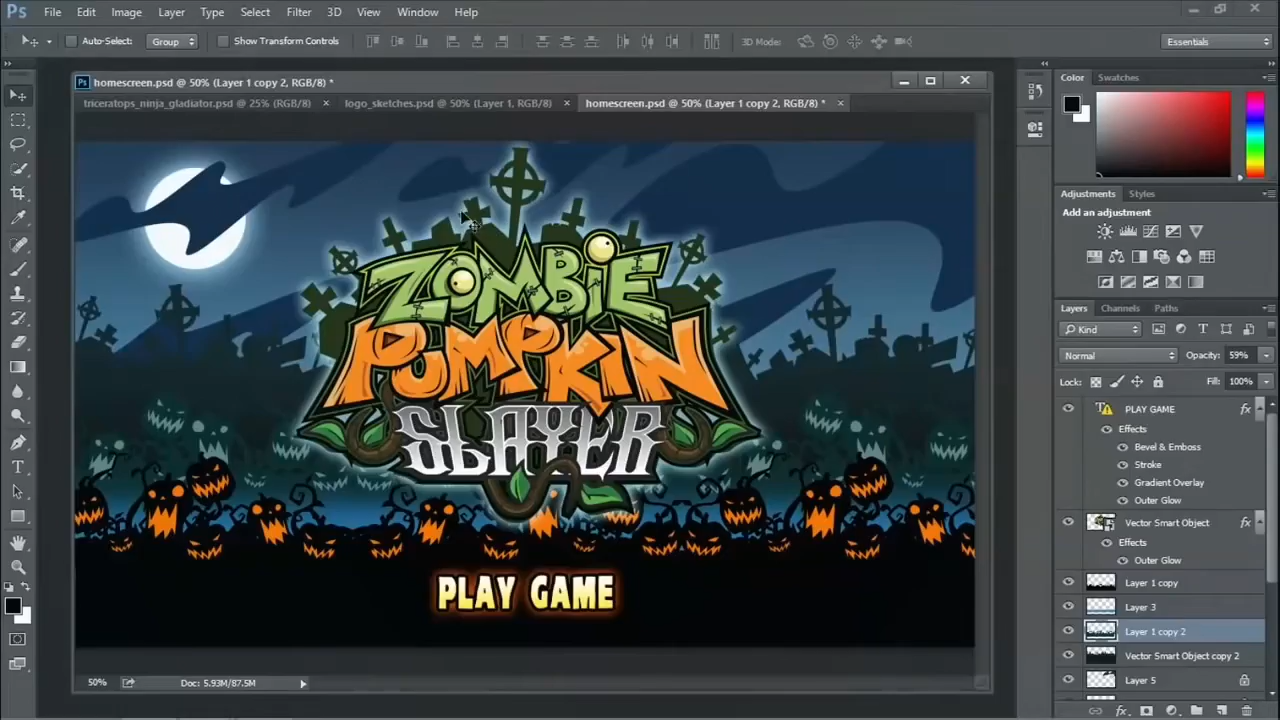 Ps File Edit Image Layer Type Select Filter 3D View Window Help
Auto-Select: Group Show Transform Controls 3D Mode: Essentials
homescreen.psd @ 50% (Layer 1 copy 2, RGB/8) *
triceratops_ninja_gladiator.psd @ 25% (RGB/8) × logo_sketches.psd @ 50% (Layer 1, RGB/8) × homescreen.psd @ 50% (Layer 1 copy 2, RGB/8) * ×
ZOMBIE
PUMPKIN
SLAYER
PLAY GAME
50% Doc: 5.93M/87.5M
Color Swatches
Adjustments Styles
Add an adjustment
Layers Channels Paths
Kind
Normal Opacity: 59%
Lock: Fill: 100%
PLAY GAME fx
Effects
Bevel & Emboss
Stroke
Gradient Overlay
Outer Glow
Vector Smart Object fx
Effects
Outer Glow
Layer 1 copy
Layer 3
Layer 1 copy 2
Vector Smart Object copy 2
Layer 5
fx